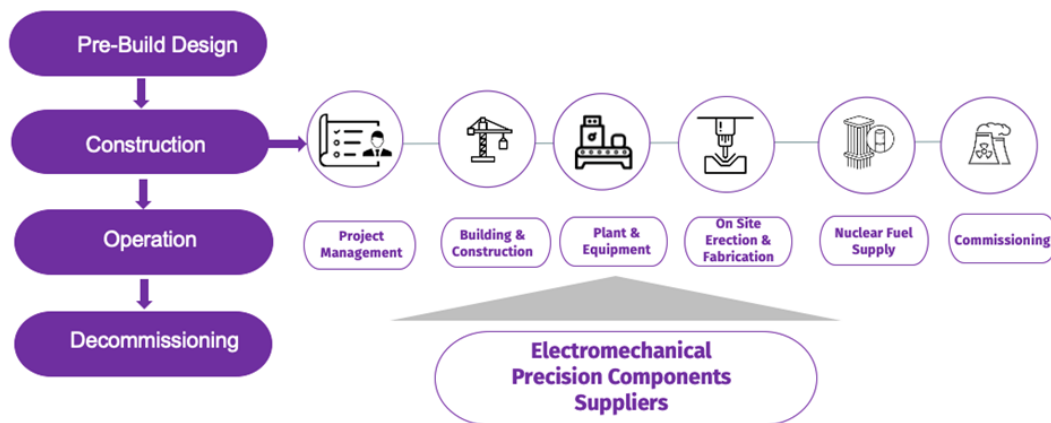 Pre-Build Design
Construction
Operation
Decommissioning
Project
Management
Building &
Construction
Plant &
Equipment
On Site
Erection &
Fabrication
Nuclear Fuel
Supply
Commissioning
Electromechanical
Precision Components
Suppliers